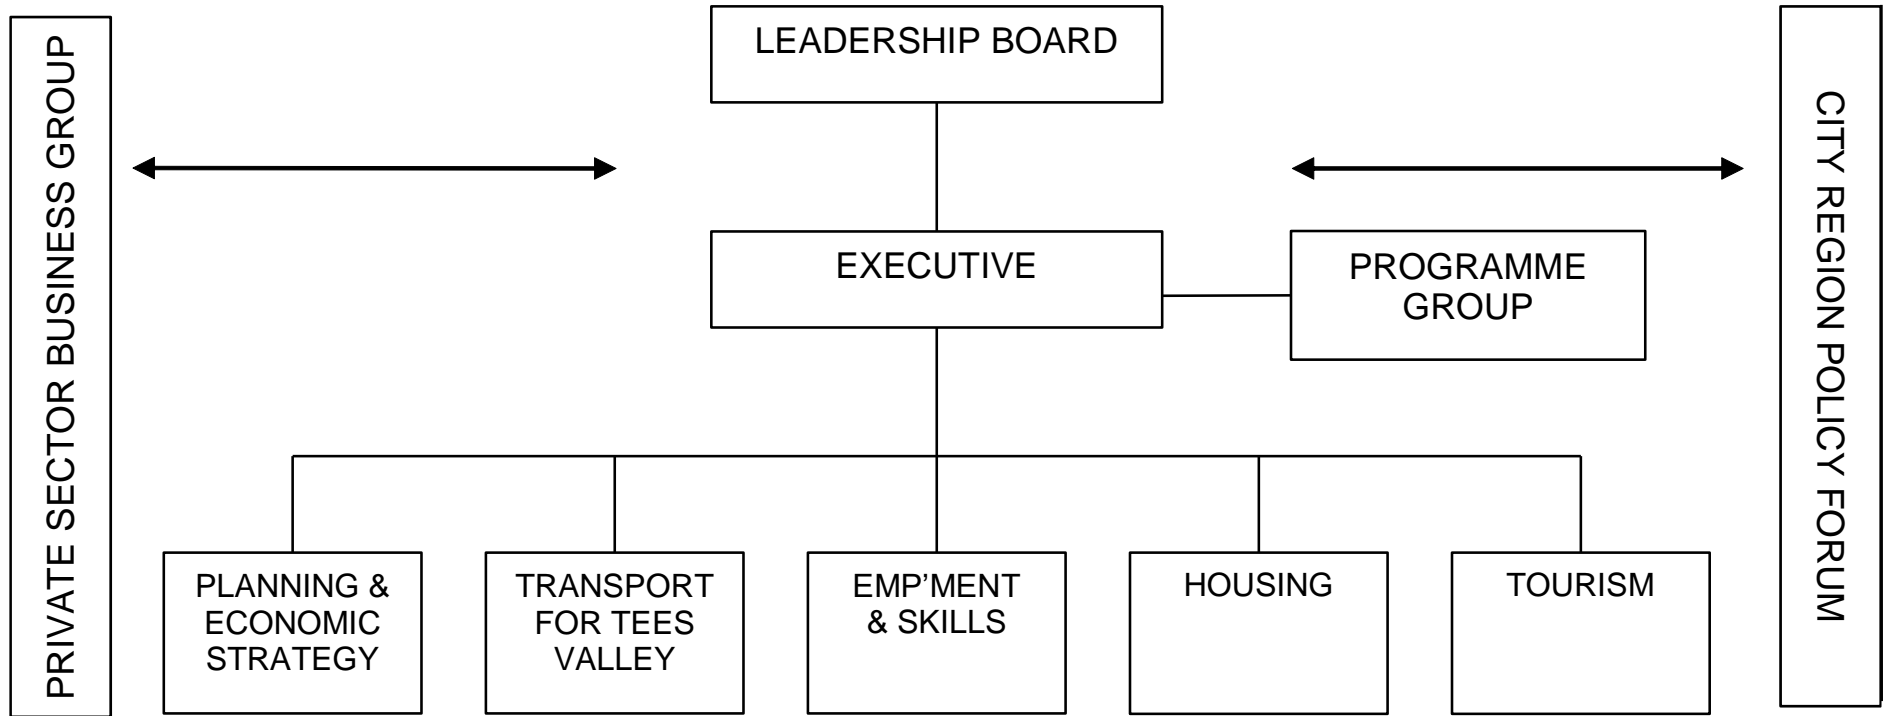 PRIVATE SECTOR BUSINESS GROUP
LEADERSHIP BOARD
EXECUTIVE
PROGRAMME
GROUP
PLANNING &
ECONOMIC
STRATEGY
TRANSPORT
FOR TEES
VALLEY
EMP’MENT
& SKILLS
HOUSING
TOURISM
CITY REGION POLICY FORUM